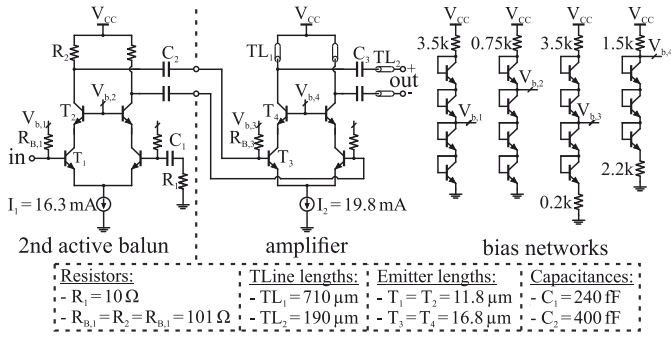 V_CC
V_CC
V_CC V_CC V_CC V_CC
R_2
C_2
TL_1
C_3
TL_2
+
out
-
3.5k 0.75k 3.5k 1.5k
V_b,4
V_b,2
V_b,1
V_b,3
T_2
V_b,2
T_4
V_b,4
V_b,1
R_B,1
C_1
V_b,3
R_B,3
in
T_1
R_1
T_3
2.2k
0.2k
I_1 = 16.3 mA
I_2 = 19.8 mA
2nd active balun
amplifier
bias networks
Resistors:
- R_1 = 10 Ω
- R_B,1 = R_2 = R_B,1 = 101 Ω
TLine lengths:
- TL_1 = 710 µm
- TL_2 = 190 µm
Emitter lengths:
- T_1 = T_2 = 11.8 µm
- T_3 = T_4 = 16.8 µm
Capacitances:
- C_1 = 240 fF
- C_2 = 400 fF